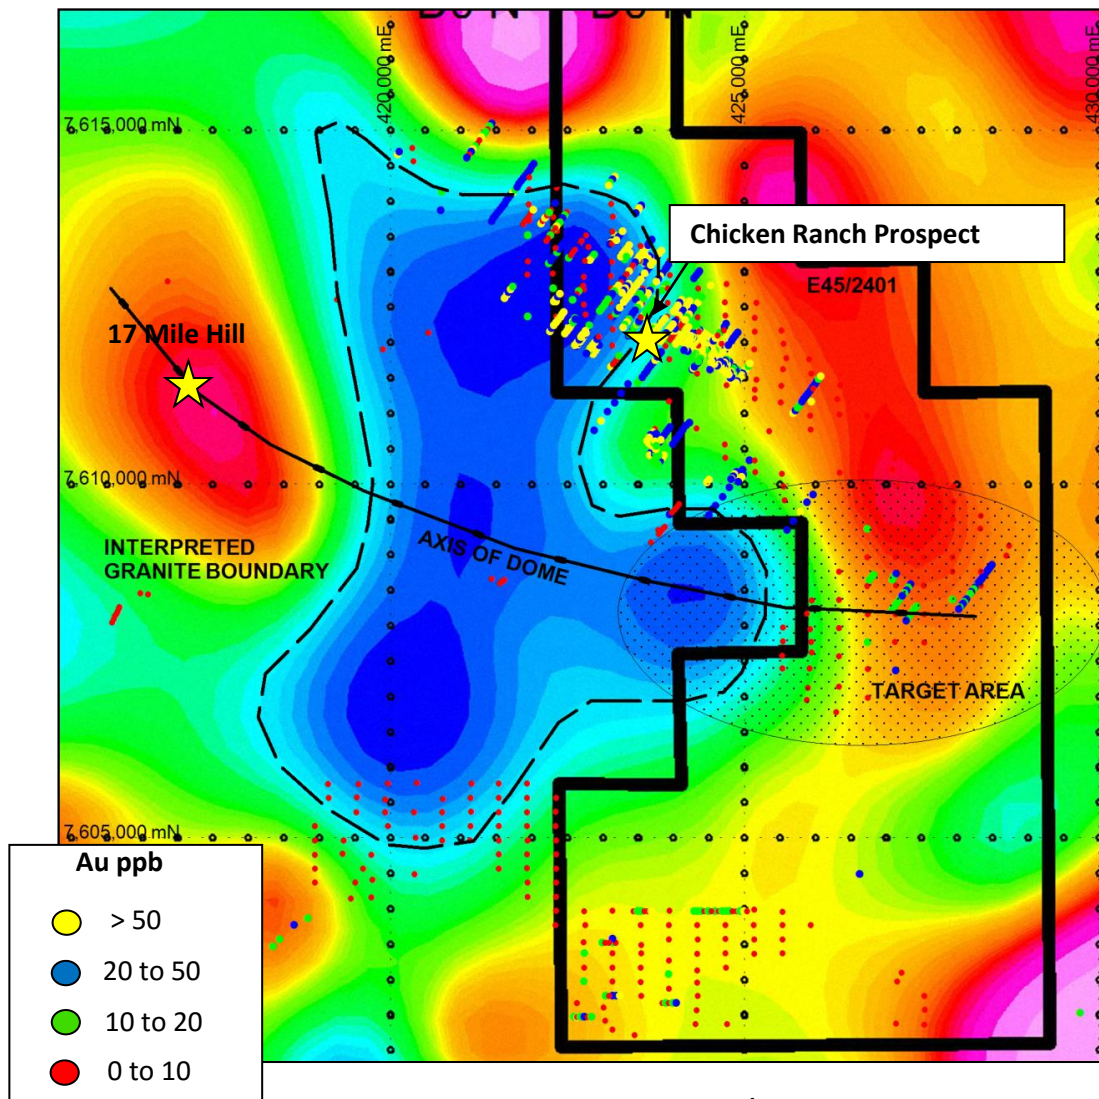 420,000 mE
425,000 mE
430,000 mE
7,615,000 mN
Chicken Ranch Prospect
E45/2401
17 Mile Hill
7,610,000 mN
AXIS OF DOME
INTERPRETED
GRANITE BOUNDARY
TARGET AREA
7,605,000 mN
Au ppb
> 50
20 to 50
10 to 20
0 to 10